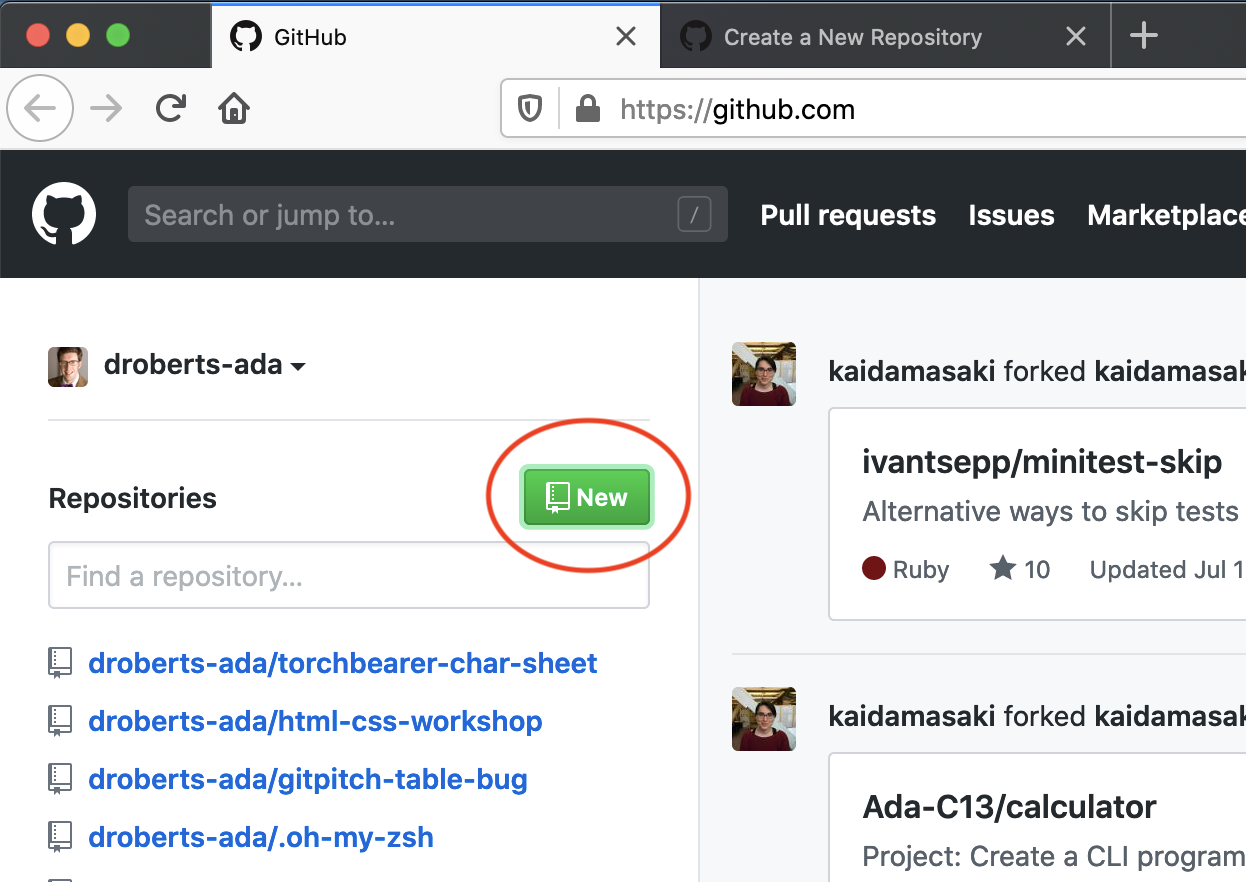 GitHub
Create a New Repository
https://github.com
Search or jump to...
/
Pull requests
Issues
Marketplace
droberts-ada
Repositories
New
Find a repository...
droberts-ada/torchbearer-char-sheet
droberts-ada/html-css-workshop
droberts-ada/gitpitch-table-bug
droberts-ada/.oh-my-zsh
kaidamasaki forked kaidamasak
ivantsepp/minitest-skip
Alternative ways to skip tests
Ruby
10
Updated Jul 1
kaidamasaki forked kaidamasak
Ada-C13/calculator
Project: Create a CLI program